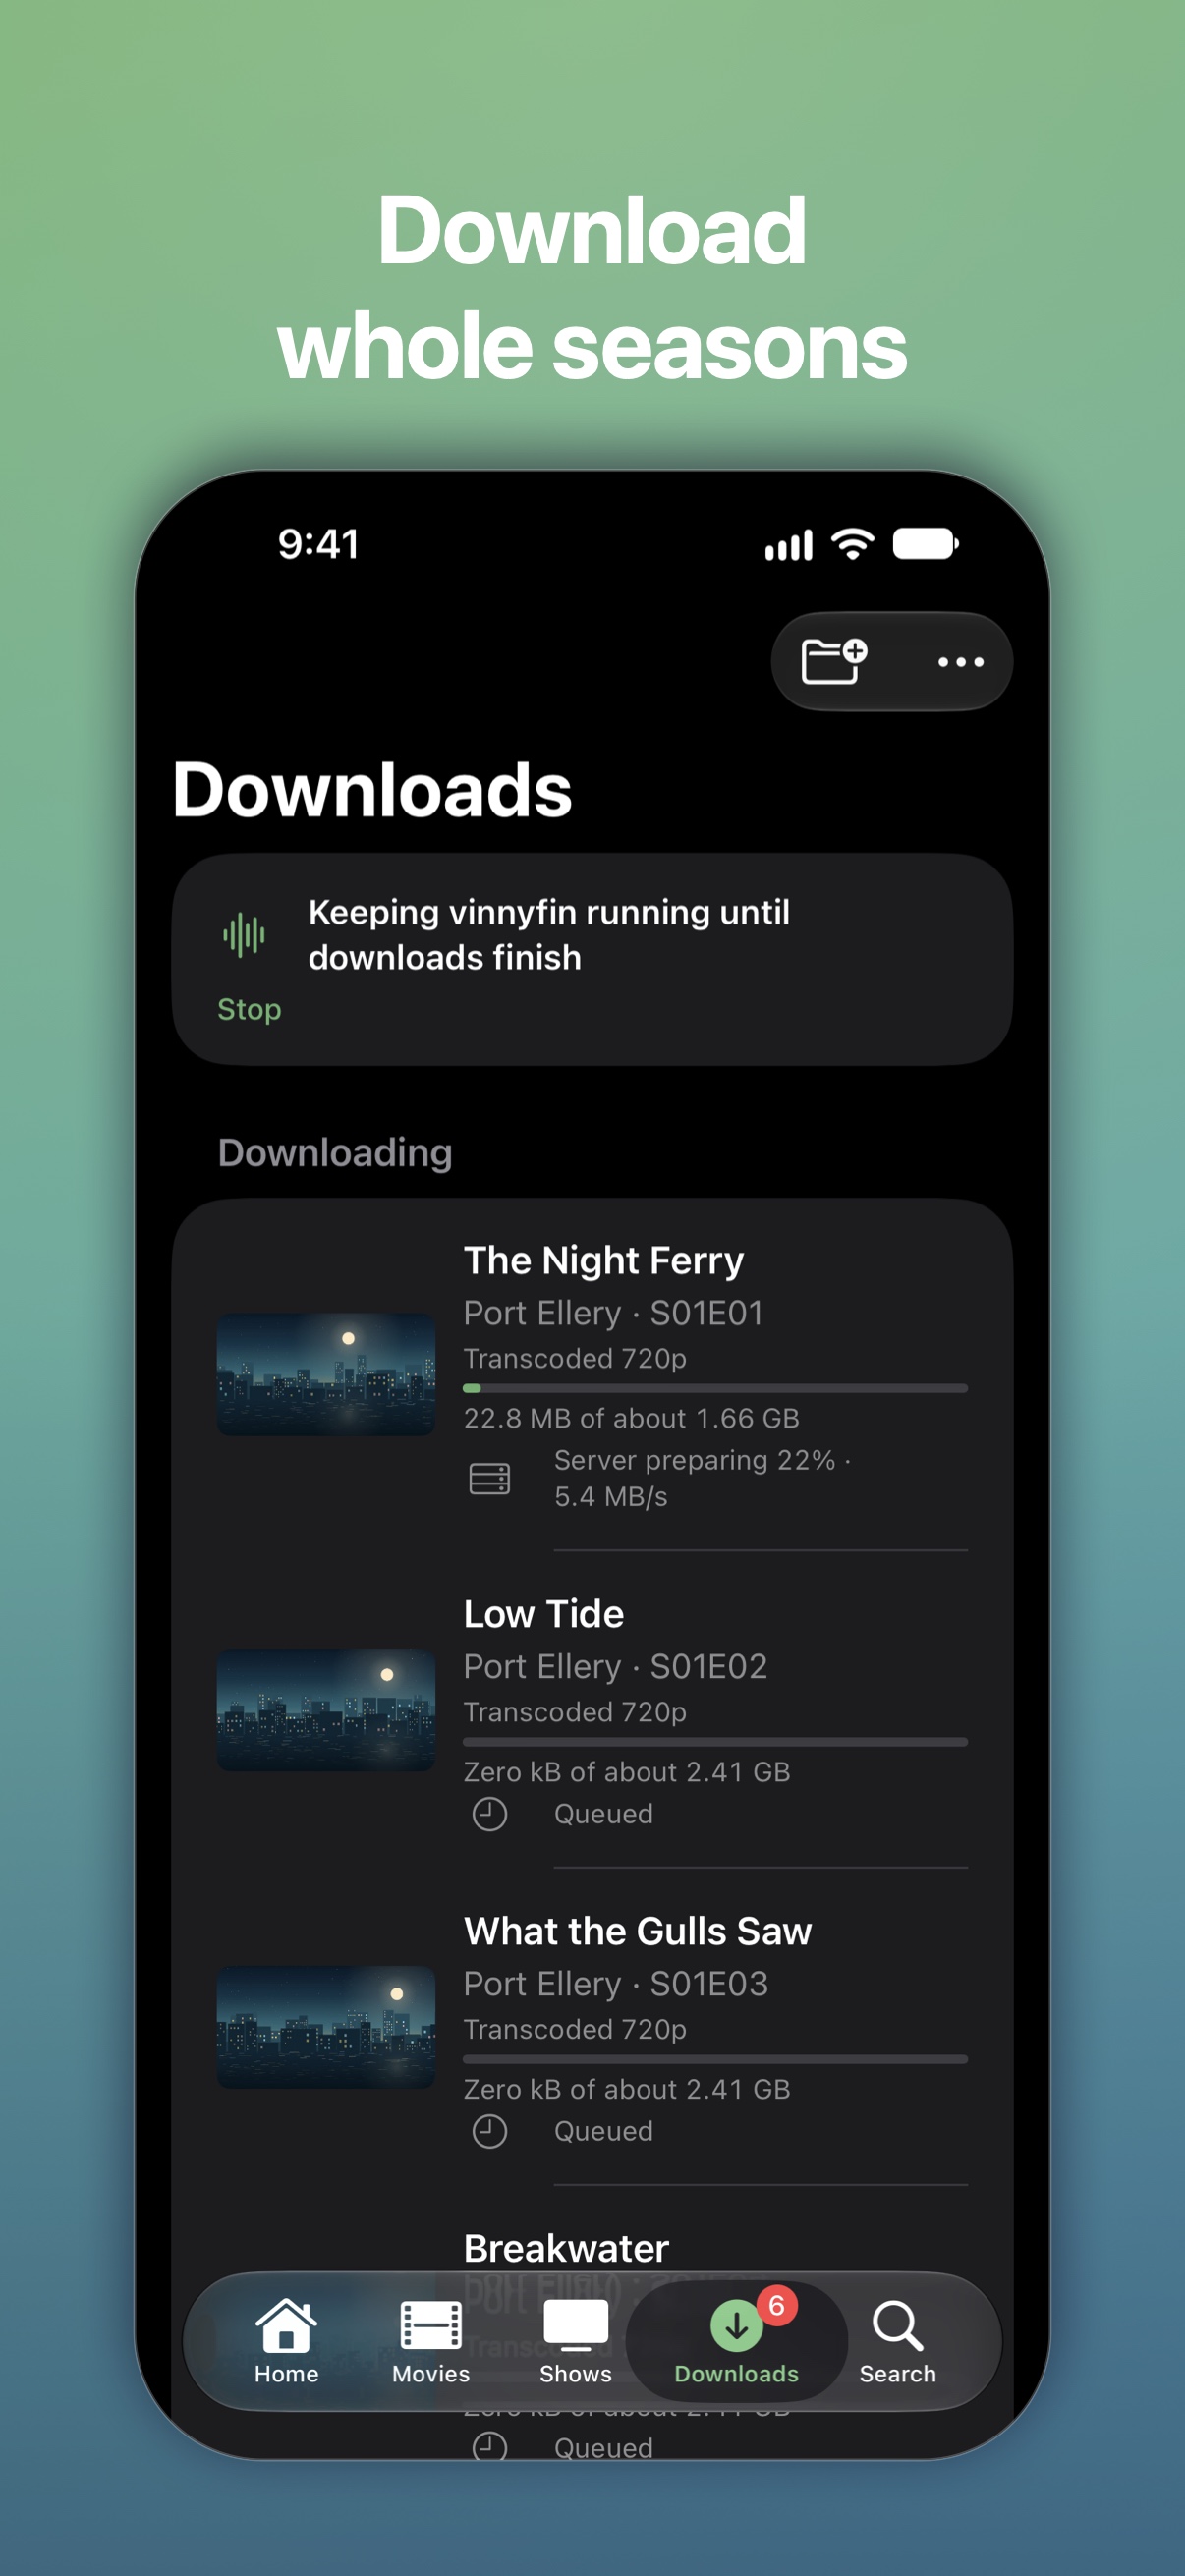 Download
whole seasons
9:41
Downloads
Keeping vinnyfin running until
downloads finish
Stop
Downloading
The Night Ferry
Port Ellery · S01E01
Transcoded 720p
22.8 MB of about 1.66 GB
Server preparing 22% ·
5.4 MB/s
Low Tide
Port Ellery · S01E02
Transcoded 720p
Zero kB of about 2.41 GB
Queued
What the Gulls Saw
Port Ellery · S01E03
Transcoded 720p
Zero kB of about 2.41 GB
Queued
Breakwater
6
Home
Movies
Shows
Downloads
Search
Queued